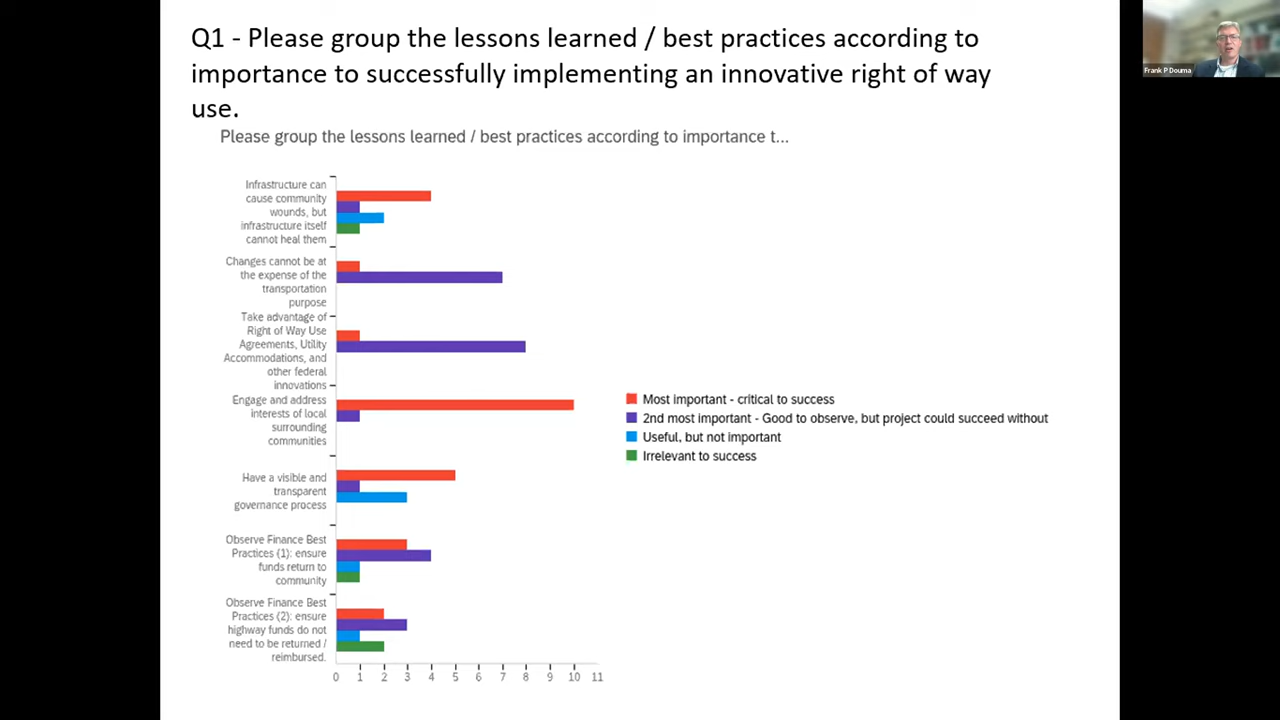 Q1 - Please group the lessons learned / best practices according to
importance to successfully implementing an innovative right of way
use.
Please group the lessons learned / best practices according to importance t...
Infrastructure can
cause community
wounds, but
infrastructure itself
cannot heal them
Changes cannot be at
the expense of the
transportation
purpose
Take advantage of
Right of Way Use
Agreements, Utility
Accommodations, and
other federal
innovations
Engage and address
interests of local
surrounding
communities
Have a visible and
transparent
governance process
Observe Finance Best
Practices (1): ensure
funds return to
community
Observe Finance Best
Practices (2): ensure
highway funds do not
need to be returned /
reimbursed.
0 1 2 3 4 5 6 7 8 9 10 11
Most important - critical to success
2nd most important - Good to observe, but project could succeed without
Useful, but not important
Irrelevant to success
Frank P Douma